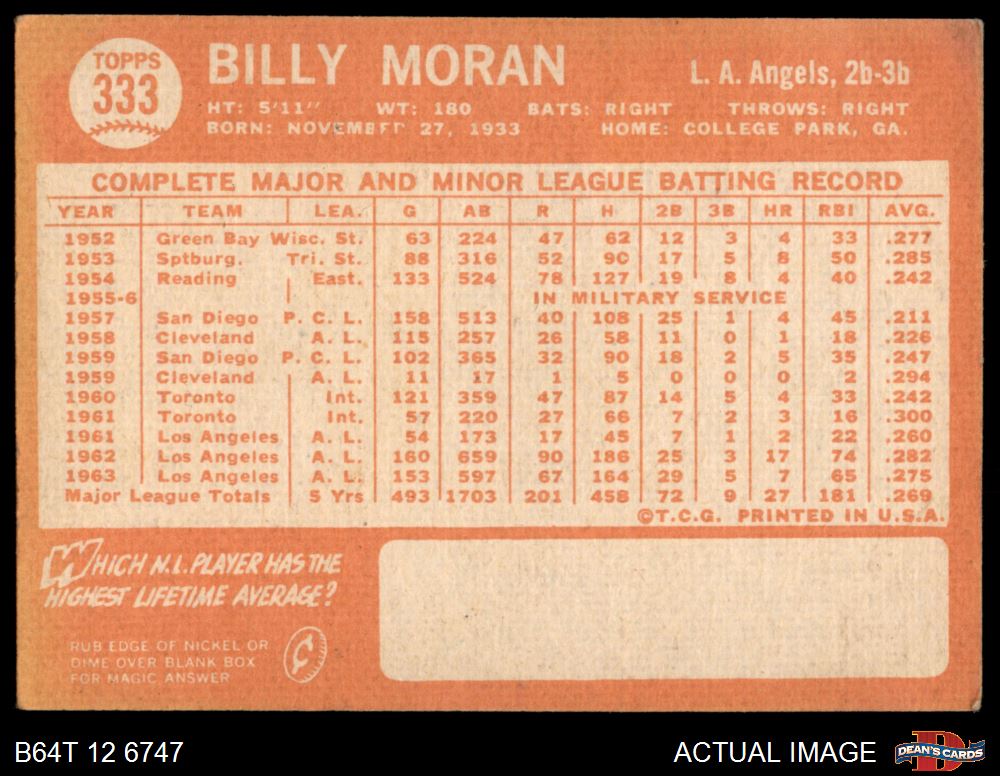 TOPPS
333
BILLY MORAN
L. A. Angels, 2b-3b
HT: 5'11" WT: 180 BATS: RIGHT THROWS: RIGHT
BORN: NOVEMBER 27, 1933 HOME: COLLEGE PARK, GA.
COMPLETE MAJOR AND MINOR LEAGUE BATTING RECORD
YEAR TEAM LEA. G AB R H 2B 3B HR RBI AVG.
1952 Green Bay Wisc. St. 63 224 47 62 12 3 4 33 .277
1953 Sptburg. Tri. St. 88 316 52 90 17 5 8 50 .285
1954 Reading East. 133 524 78 127 19 8 4 40 .242
1955-6 IN MILITARY SERVICE
1957 San Diego P. C. L. 158 513 40 108 25 1 4 45 .211
1958 Cleveland A. L. 115 257 26 58 11 0 1 18 .226
1959 San Diego P. C. L. 102 365 32 90 18 2 5 35 .247
1959 Cleveland A. L. 11 17 1 5 0 0 0 2 .294
1960 Toronto Int. 121 359 47 87 14 5 4 33 .242
1961 Toronto Int. 57 220 27 66 7 2 3 16 .300
1961 Los Angeles A. L. 54 173 17 45 7 1 2 22 .260
1962 Los Angeles A. L. 160 659 90 186 25 3 17 74 .282
1963 Los Angeles A. L. 153 597 67 164 29 5 7 65 .275
Major League Totals 5 Yrs 493 1703 201 458 72 9 27 181 .269
©T.C.G. PRINTED IN U.S.A.
WHICH N.L. PLAYER HAS THE
HIGHEST LIFETIME AVERAGE?
RUB EDGE OF NICKEL OR
DIME OVER BLANK BOX
FOR MAGIC ANSWER
¢
B64T 12 6747
ACTUAL IMAGE
D
DEAN'S CARDS